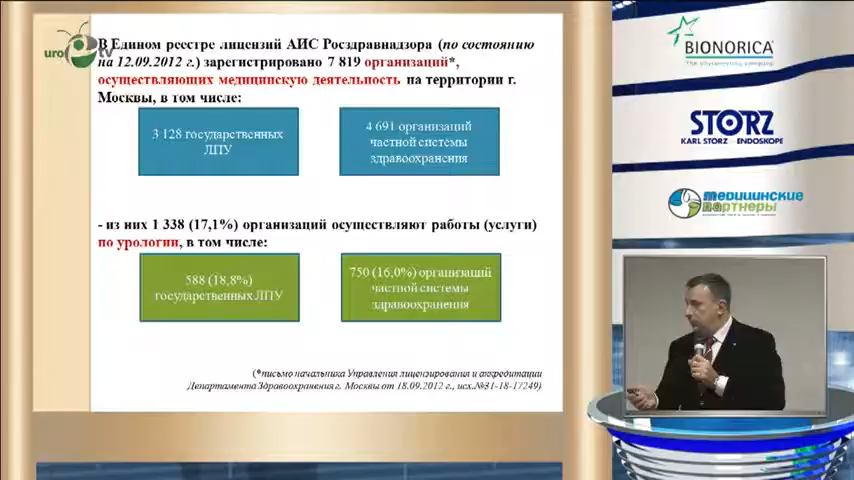 В Едином реестре лицензий АИС Росздравнадзора (по состоянию
на 12.09.2012 г.) зарегистрировано 7 819 организаций*,
осуществляющих медицинскую деятельность на территории г.
Москвы, в том числе:
3 128 государственных
ЛПУ
4 691 организаций
частной системы
здравоохранения
- из них 1 338 (17,1%) организаций осуществляют работы (услуги)
по урологии, в том числе:
588 (18,8%)
государственных ЛПУ
750 (16,0%) организаций
частной системы
здравоохранения
(*письмо начальника Управления лицензирования и аккредитации
Департамента Здравоохранения г. Москвы от 18.09.2012 г., исх.№31-18-17249)
uro tv
BIONORICA
The phytoneering company
STORZ
KARL STORZ ENDOSKOPE
медицинские
партнеры